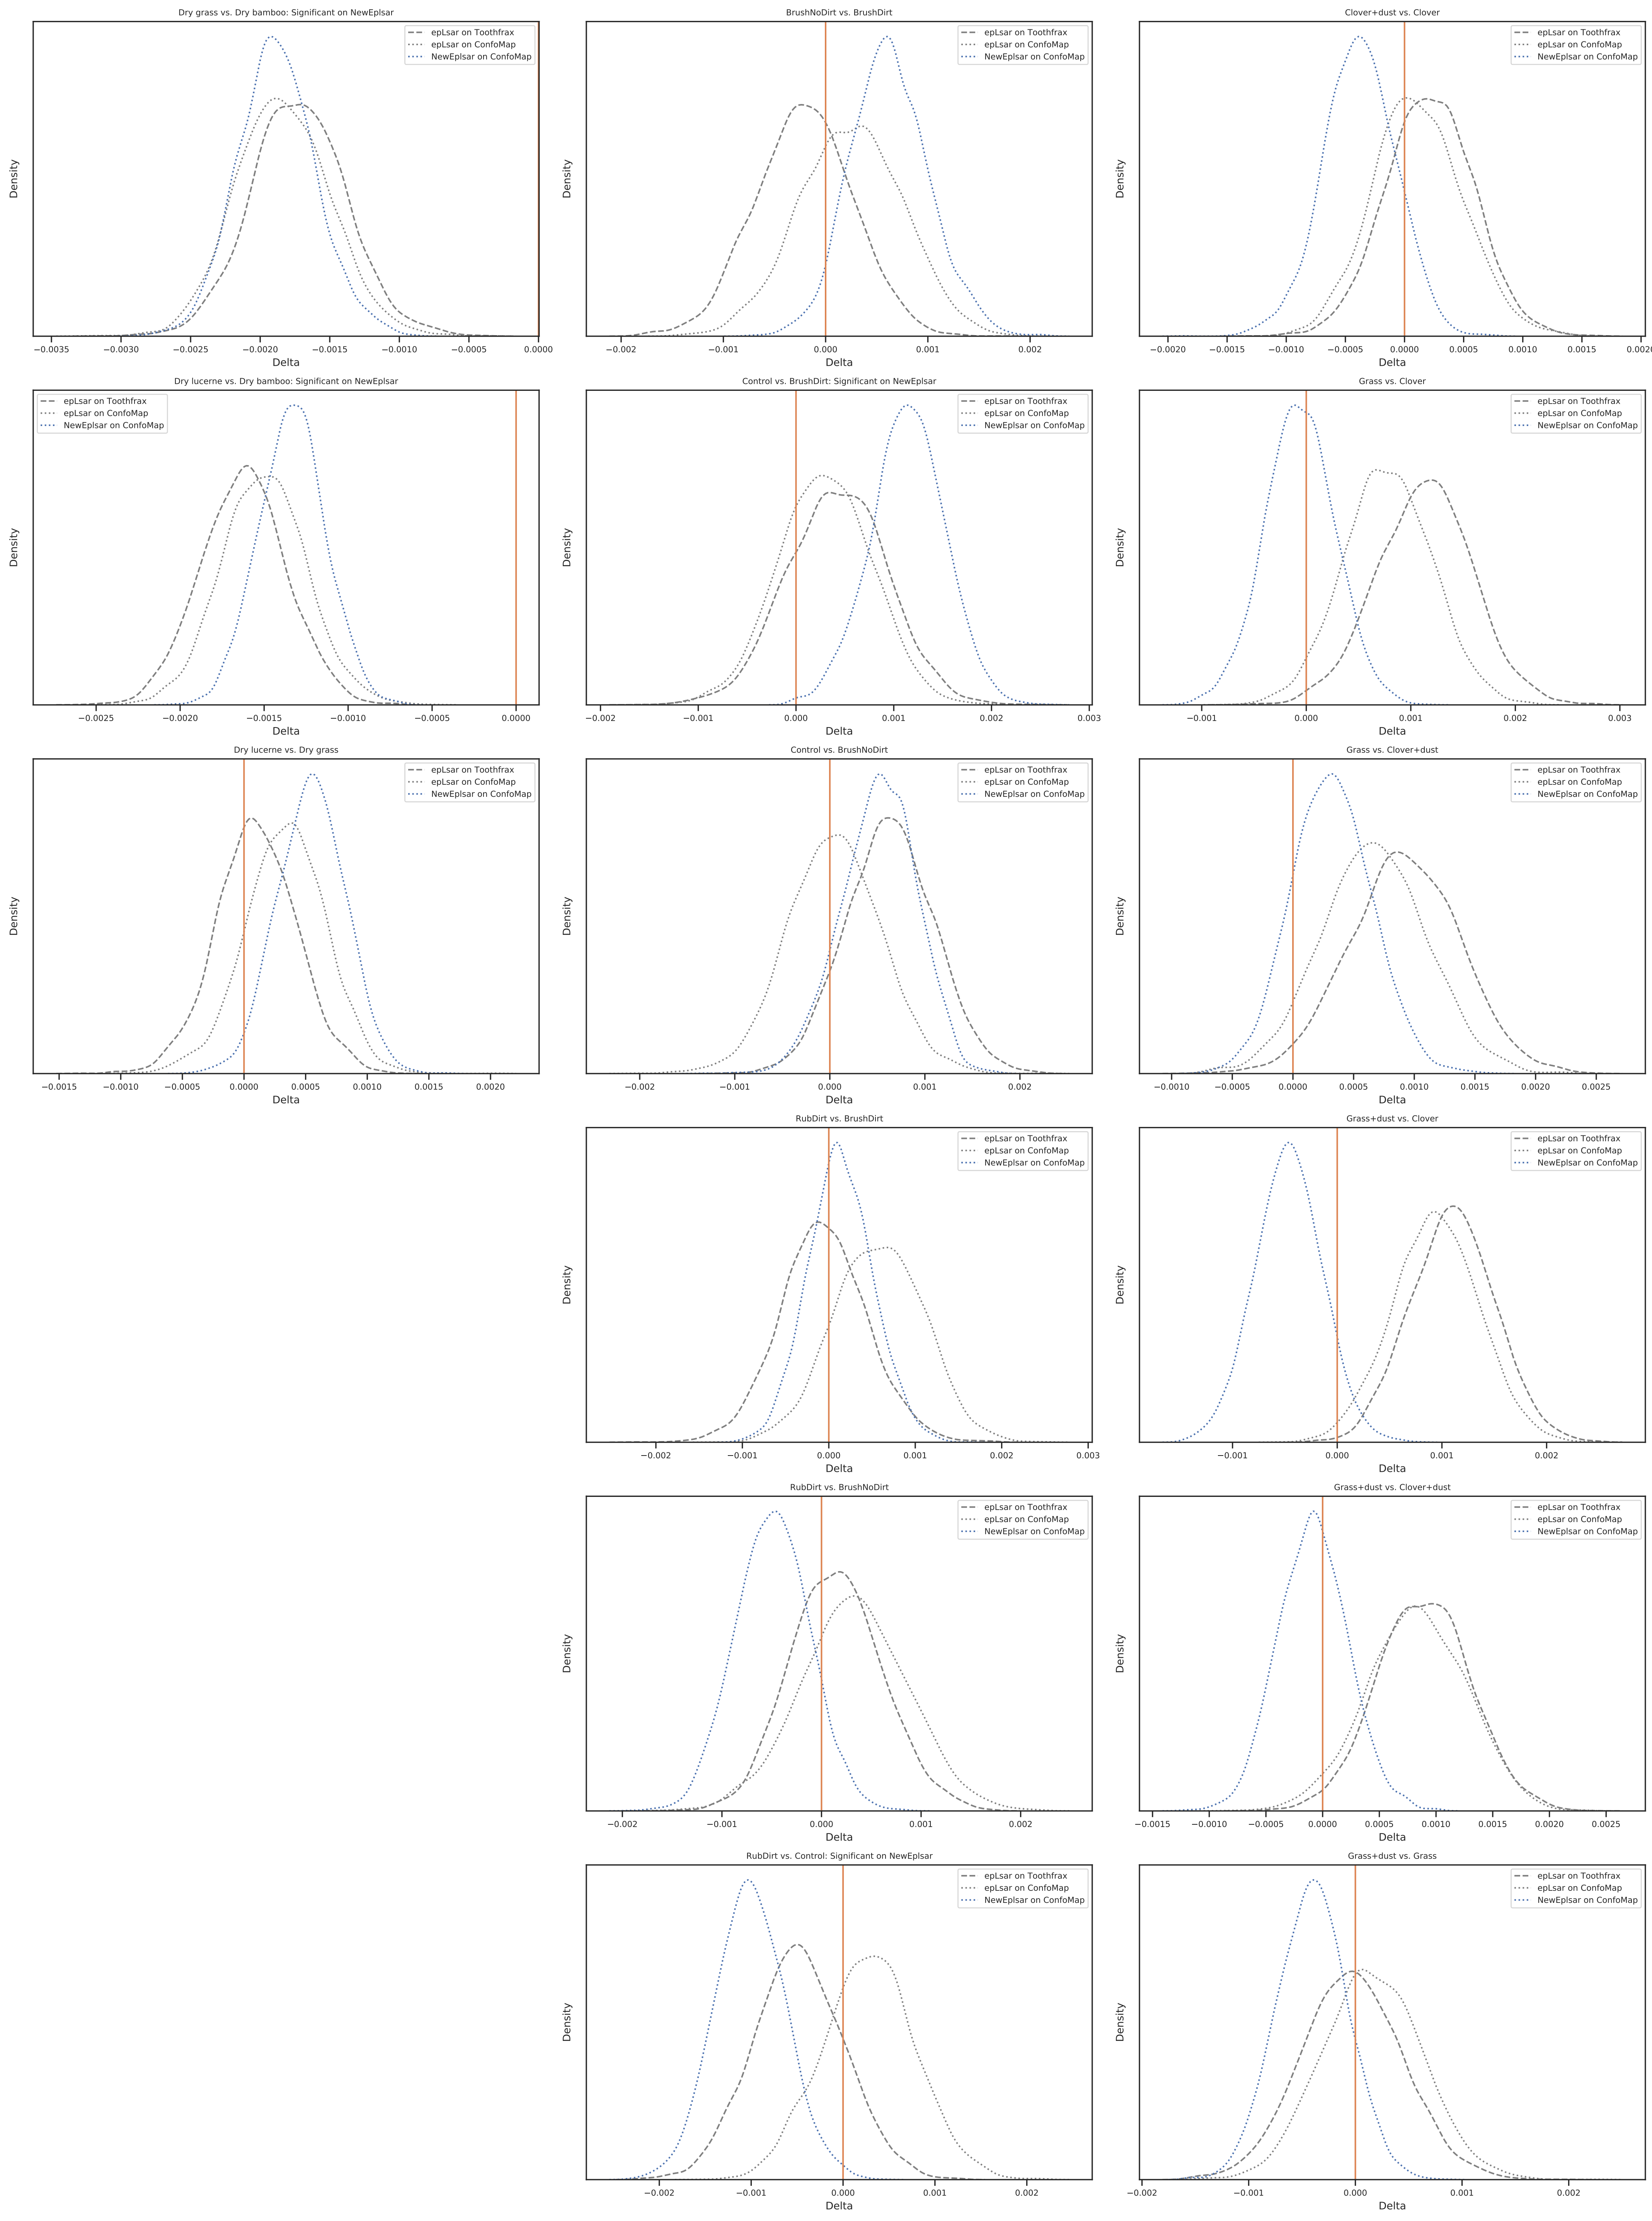 Dry grass vs. Dry bamboo: Significant on NewEplsar
Density
epLsar on Toothfrax
epLsar on ConfoMap
NewEplsar on ConfoMap
−0.0035 −0.0030 −0.0025 −0.0020 −0.0015 −0.0010 −0.0005 0.0000
Delta
BrushNoDirt vs. BrushDirt
Density
epLsar on Toothfrax
epLsar on ConfoMap
NewEplsar on ConfoMap
−0.002 −0.001 0.000 0.001 0.002
Delta
Clover+dust vs. Clover
Density
epLsar on Toothfrax
epLsar on ConfoMap
NewEplsar on ConfoMap
−0.0020 −0.0015 −0.0010 −0.0005 0.0000 0.0005 0.0010 0.0015
Delta
Dry lucerne vs. Dry bamboo: Significant on NewEplsar
Density
epLsar on Toothfrax
epLsar on ConfoMap
NewEplsar on ConfoMap
−0.0025 −0.0020 −0.0015 −0.0010 −0.0005 0.0000
Delta
Control vs. BrushDirt: Significant on NewEplsar
Density
epLsar on Toothfrax
epLsar on ConfoMap
NewEplsar on ConfoMap
−0.002 −0.001 0.000 0.001 0.002 0.003
Delta
Grass vs. Clover
Density
epLsar on Toothfrax
epLsar on ConfoMap
NewEplsar on ConfoMap
−0.001 0.000 0.001 0.002 0.003
Delta
Dry lucerne vs. Dry grass
Density
epLsar on Toothfrax
epLsar on ConfoMap
NewEplsar on ConfoMap
−0.0015 −0.0010 −0.0005 0.0000 0.0005 0.0010 0.0015 0.0020
Delta
Control vs. BrushNoDirt
Density
epLsar on Toothfrax
epLsar on ConfoMap
NewEplsar on ConfoMap
−0.002 −0.001 0.000 0.001 0.002
Delta
Grass vs. Clover+dust
Density
epLsar on Toothfrax
epLsar on ConfoMap
NewEplsar on ConfoMap
−0.0010 −0.0005 0.0000 0.0005 0.0010 0.0015 0.0020 0.0025
Delta
RubDirt vs. BrushDirt
Density
epLsar on Toothfrax
epLsar on ConfoMap
NewEplsar on ConfoMap
−0.002 −0.001 0.000 0.001 0.002 0.003
Delta
Grass+dust vs. Clover
Density
epLsar on Toothfrax
epLsar on ConfoMap
NewEplsar on ConfoMap
−0.001 0.000 0.001 0.002
Delta
RubDirt vs. BrushNoDirt
Density
epLsar on Toothfrax
epLsar on ConfoMap
NewEplsar on ConfoMap
−0.002 −0.001 0.000 0.001 0.002
Delta
Grass+dust vs. Clover+dust
Density
epLsar on Toothfrax
epLsar on ConfoMap
NewEplsar on ConfoMap
−0.0015 −0.0010 −0.0005 0.0000 0.0005 0.0010 0.0015 0.0020 0.0025
Delta
RubDirt vs. Control: Significant on NewEplsar
Density
epLsar on Toothfrax
epLsar on ConfoMap
NewEplsar on ConfoMap
−0.002 −0.001 0.000 0.001 0.002
Delta
Grass+dust vs. Grass
Density
epLsar on Toothfrax
epLsar on ConfoMap
NewEplsar on ConfoMap
−0.002 −0.001 0.000 0.001 0.002
Delta